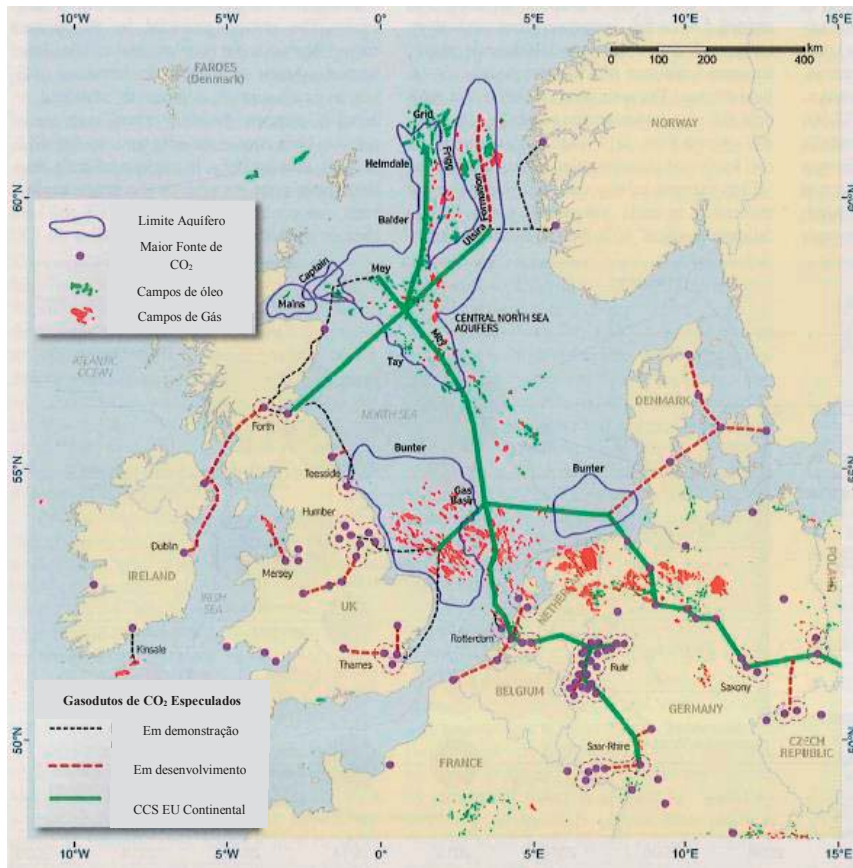 10°W
5°W
0°
5°E
10°E
15°E
FAROES
(Denmark)
km
0
100
200
400
NORWAY
Grid
Helmdale
Frigg
Formation
Utsira
Balder
60°N
Limite Aquífero
Maior Fonte de
CO₂
Campos de óleo
Campos de Gás
Captain
Mey
Mains
CENTRAL NORTH SEA
AQUIFERS
Mey
Tay
ATLANTIC
OCEAN
NORTH SEA
DENMARK
Forth
55°N
Bunter
Bunter
Teesside
Gas
Basin
Humber
Dublin
IRELAND
Mersey
IRISH
SEA
UK
NETHERLANDS
POLAND
Kinsale
Rotterdam
Thames
BELGIUM
Ruhr
Saxony
GERMANY
Gasodutos de CO₂ Especulados
Em demonstração
Em desenvolvimento
CCS EU Continental
50°N
Saar-Rhire
FRANCE
CZECH
REPUBLIC
10°W
5°W
0°
5°E
10°E
15°E